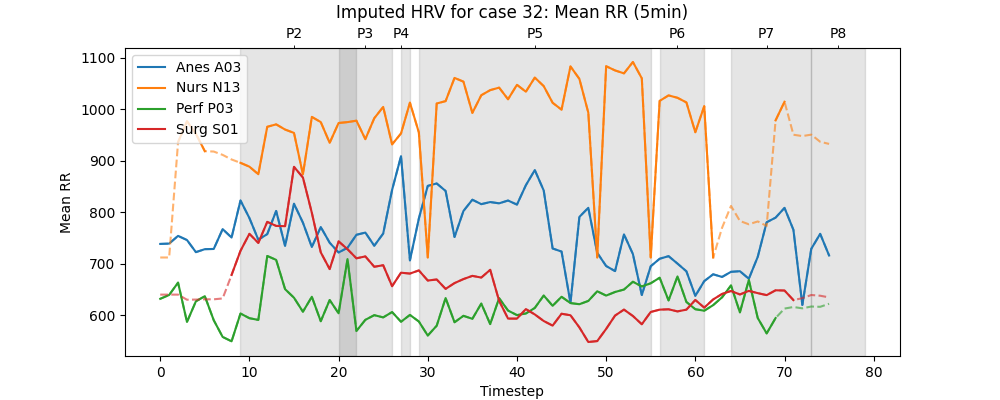 Imputed HRV for case 32: Mean RR (5min)
P2 P3 P4 P5 P6 P7 P8
Mean RR
1100
1000
900
800
700
600
Anes A03
Nurs N13
Perf P03
Surg S01
0 10 20 30 40 50 60 70 80
Timestep